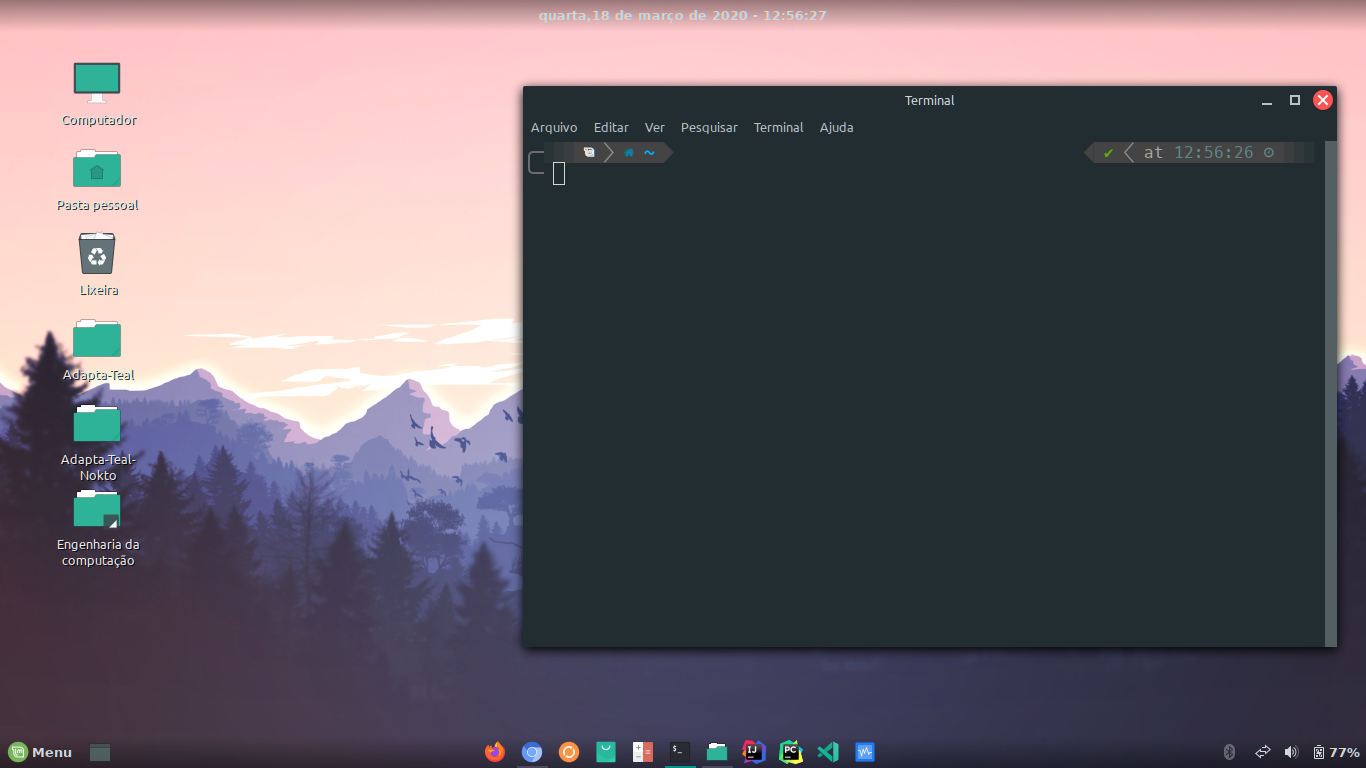 quarta,18 de março de 2020 - 12:56:27
Computador
Pasta pessoal
Lixeira
Adapta-Teal
Adapta-Teal-
Nokto
Engenharia da
computação
Terminal
Arquivo Editar Ver Pesquisar Terminal Ajuda
~ ✔ at 12:56:26
Menu
$_
IJ
PC
77%